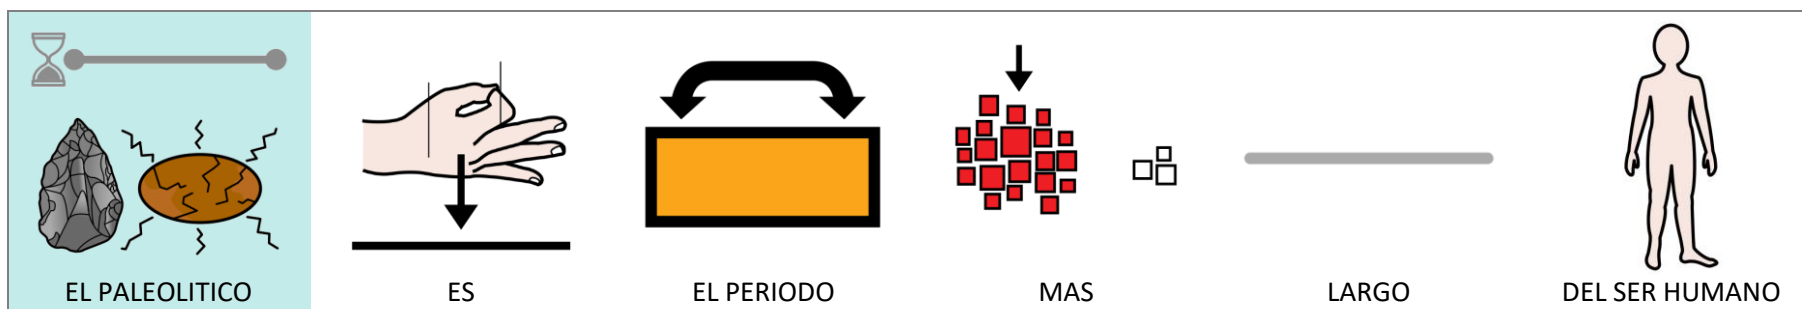 EL PALEOLITICO ES EL PERIODO MAS LARGO DEL SER HUMANO